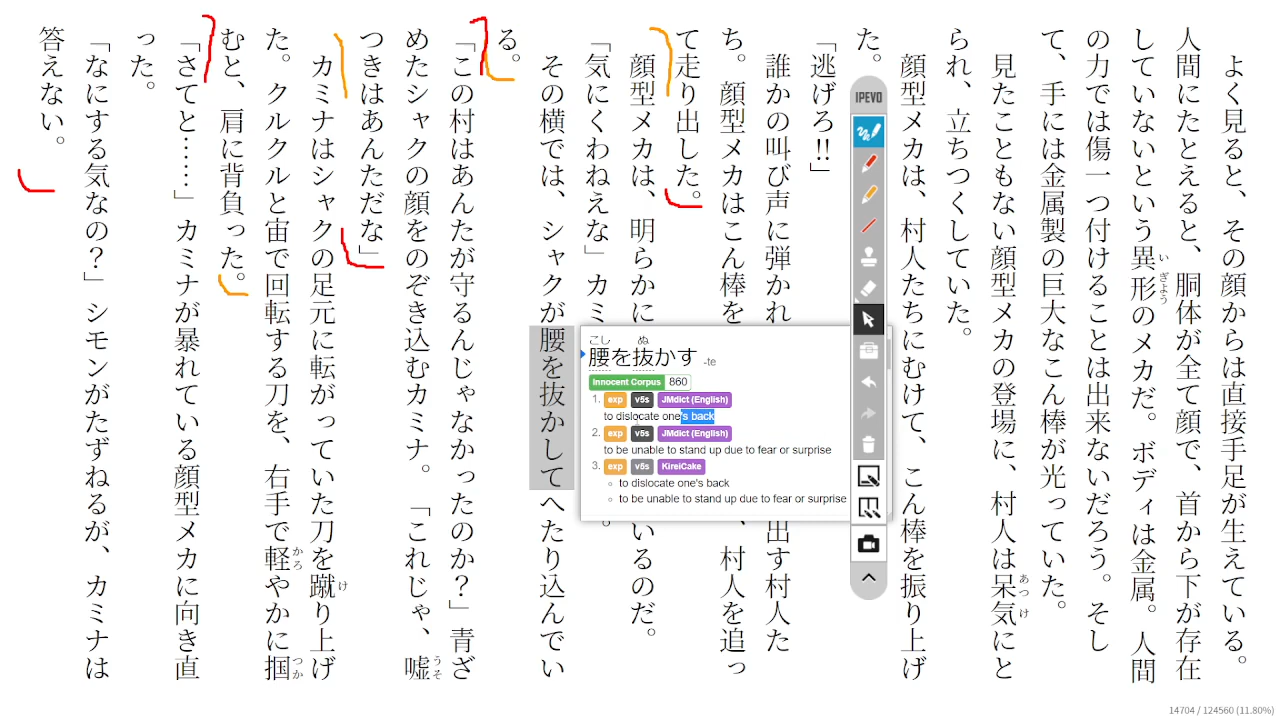 よく見ると、その顔からは直接手足が生えている。
人間にたとえると、胴体が全て顔で、首から下が存在
していないという異形のメカだ。ボディは金属。人間
の力では傷一つ付けることは出来ないだろう。そし
て、手には金属製の巨大なこん棒が光っていた。
見たこともない顔型メカの登場に、村人は呆気にと
られ、立ちつくしていた。
顔型メカは、村人たちにむけて、こん棒を振り上げ
た。
「逃げろ!!」
誰かの叫び声に弾かれ
出す村人た
ち。顔型メカはこん棒を
、村人を追っ
て走り出した。
顔型メカは、明らかに
いるのだ。
「気にくわねえな」カミ
。
その横では、シャクが腰を抜かしてへたり込んでい
る。
「この村はあんたが守るんじゃなかったのか？」青ざ
めたシャクの顔をのぞき込むカミナ。「これじゃ、嘘
つきはあんただな」
カミナはシャクの足元に転がっていた刀を蹴り上げ
た。クルクルと宙で回転する刀を、右手で軽やかに掴
むと、肩に背負った。
「さてと……」カミナが暴れている顔型メカに向き直
った。
「なにする気なの？」シモンがたずねるが、カミナは
答えない。
い ぎょう
あっ け
け
かろ
つか
うそ
IPEVO
こし ぬ
腰を抜かす -te
Innocent Corpus 860
1. exp v5s JMdict (English)
to dislocate one's back
2. exp v5s JMdict (English)
to be unable to stand up due to fear or surprise
3. exp v5s KireiCake
to dislocate one's back
to be unable to stand up due to fear or surprise
14704 / 124560 (11.80%)